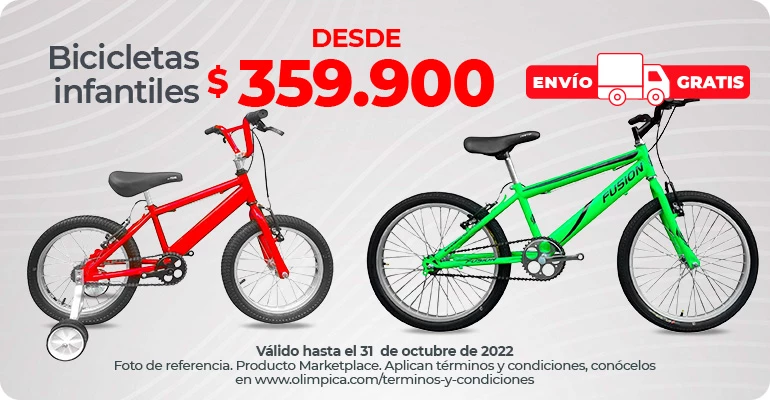 Bicicletas
infantiles
DESDE
$ 359.900
ENVÍO GRATIS
FUSION
FUSION
Válido hasta el 31 de octubre de 2022
Foto de referencia. Producto Marketplace. Aplican términos y condiciones, conócelos
en www.olimpica.com/terminos-y-condiciones